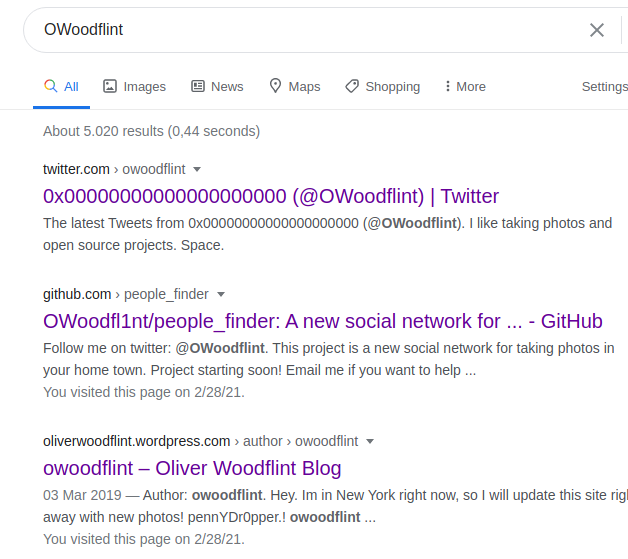 OWoodflint
All Images News Maps Shopping More Settings
About 5.020 results (0,44 seconds)
twitter.com › owoodflint
0x00000000000000000000 (@OWoodflint) | Twitter
The latest Tweets from 0x00000000000000000000 (@OWoodflint). I like taking photos and
open source projects. Space.
github.com › people_finder
OWoodfl1nt/people_finder: A new social network for ... - GitHub
Follow me on twitter: @OWoodflint. This project is a new social network for taking photos in
your home town. Project starting soon! Email me if you want to help ...
You visited this page on 2/28/21.
oliverwoodflint.wordpress.com › author › owoodflint
owoodflint – Oliver Woodflint Blog
03 Mar 2019 — Author: owoodflint. Hey. Im in New York right now, so I will update this site rig
away with new photos! pennYDr0pper.! owoodflint ...
You visited this page on 2/28/21.